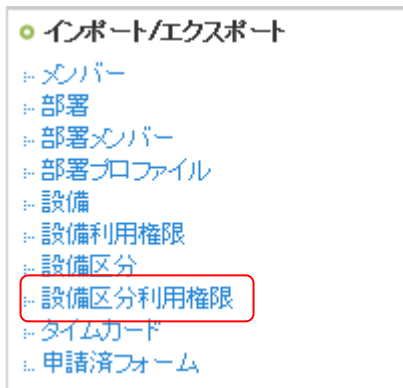 インポート/エクスポート
メンバー
部署
部署メンバー
部署プロファイル
設備
設備利用権限
設備区分
設備区分利用権限
タイムカード
申請済フォーム